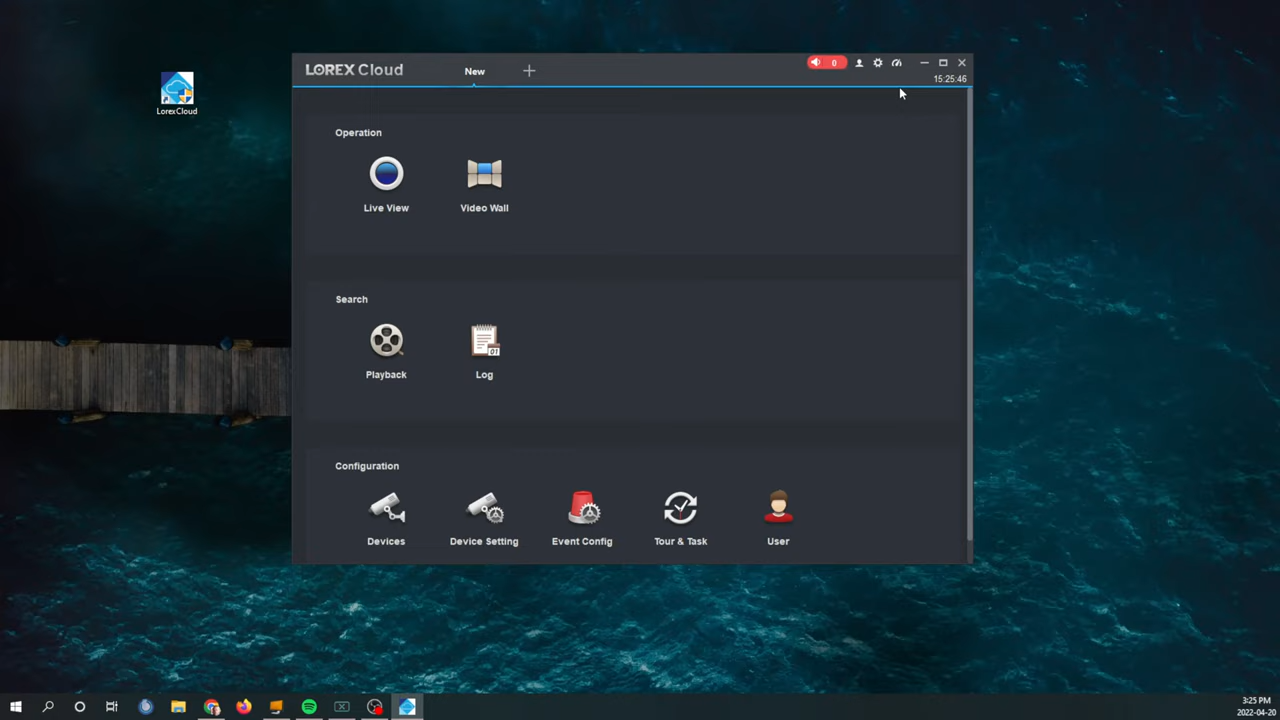 LorexCloud
LOREX Cloud
New
0
15:25:46
Operation
Live View
Video Wall
Search
Playback
01
Log
Configuration
Devices
Device Setting
Event Config
Tour & Task
User
3:25 PM
2022-04-20